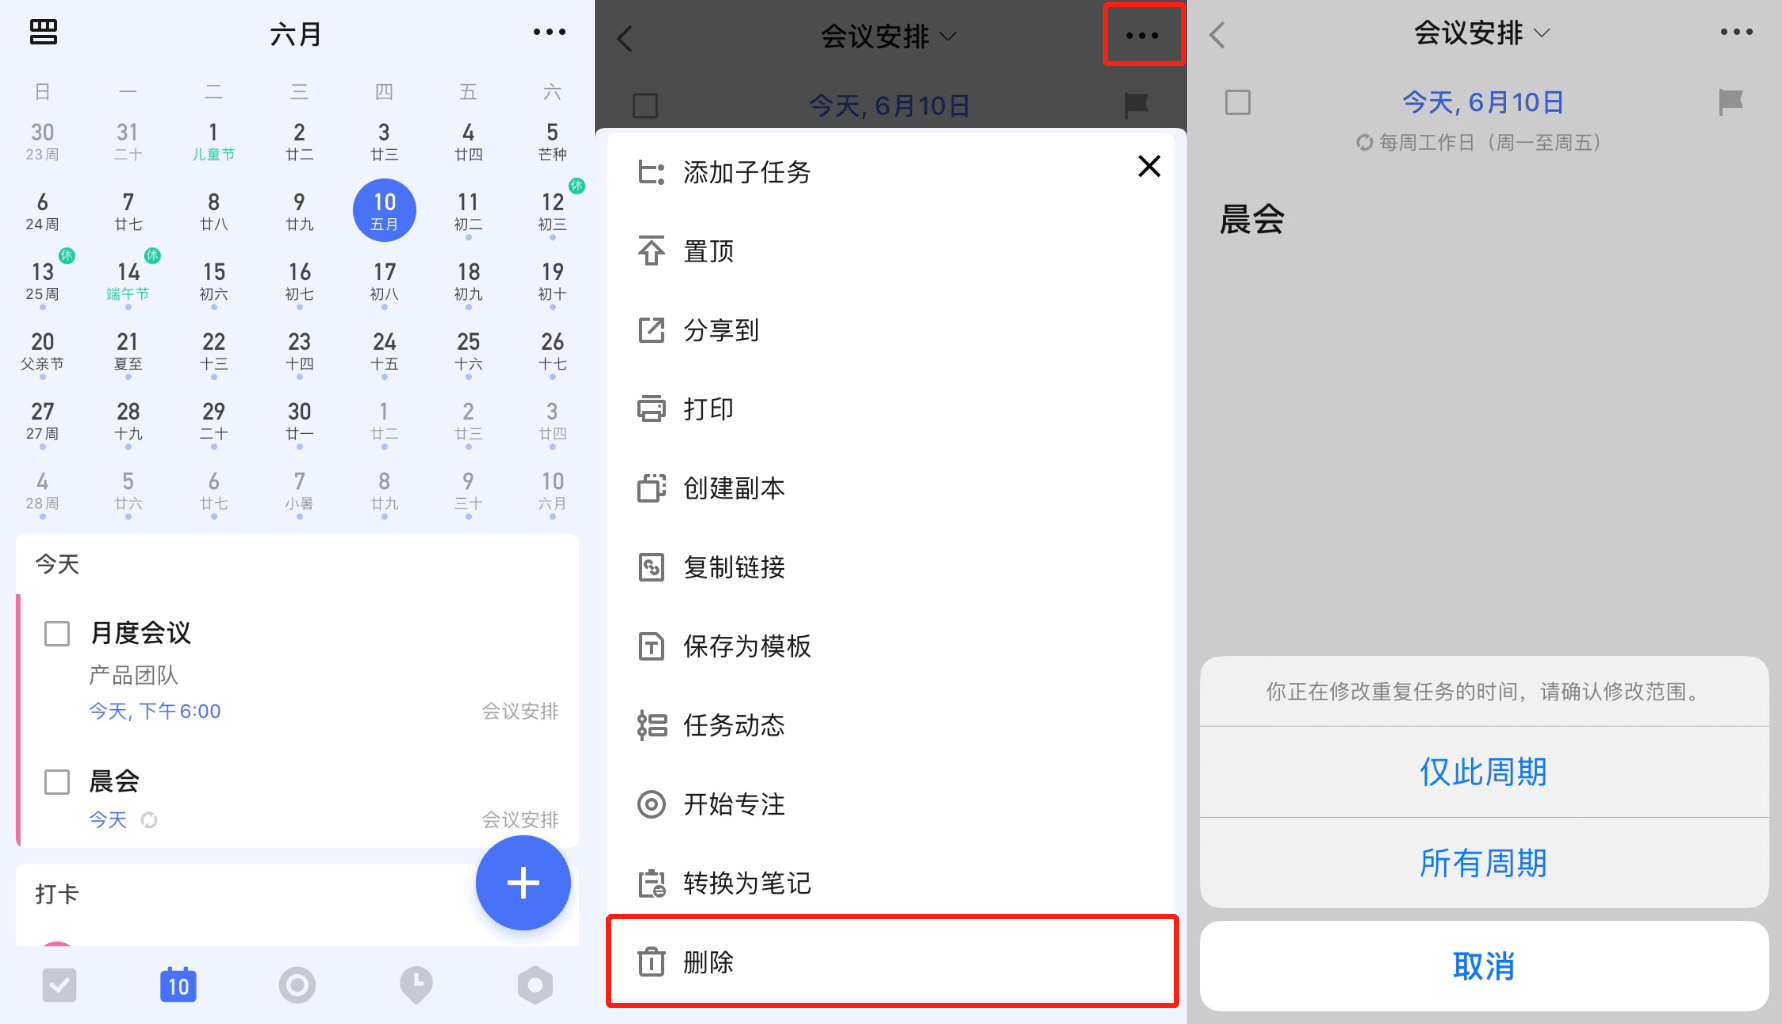 六月
日 一 二 三 四 五 六
30 31 1 2 3 4 5
23周 二十 儿童节 廿二 廿三 廿四 芒种
休
6 7 8 9 10 11 12
24周 廿七 廿八 廿九 五月 初二 初三
休 休
13 14 15 16 17 18 19
25周 端午节 初六 初七 初八 初九 初十
20 21 22 23 24 25 26
父亲节 夏至 十三 十四 十五 十六 十七
27 28 29 30 1 2 3
27周 十九 二十 廿一 廿二 廿三 廿四
4 5 6 7 8 9 10
28周 廿六 廿七 小暑 廿九 三十 六月
今天
月度会议
产品团队
今天, 下午6:00 会议安排
晨会
今天 会议安排
打卡
10
会议安排
今天, 6月10日
添加子任务
置顶
分享到
打印
创建副本
复制链接
保存为模板
任务动态
开始专注
转换为笔记
删除
会议安排
今天, 6月10日
每周工作日（周一至周五）
晨会
你正在修改重复任务的时间，请确认修改范围。
仅此周期
所有周期
取消